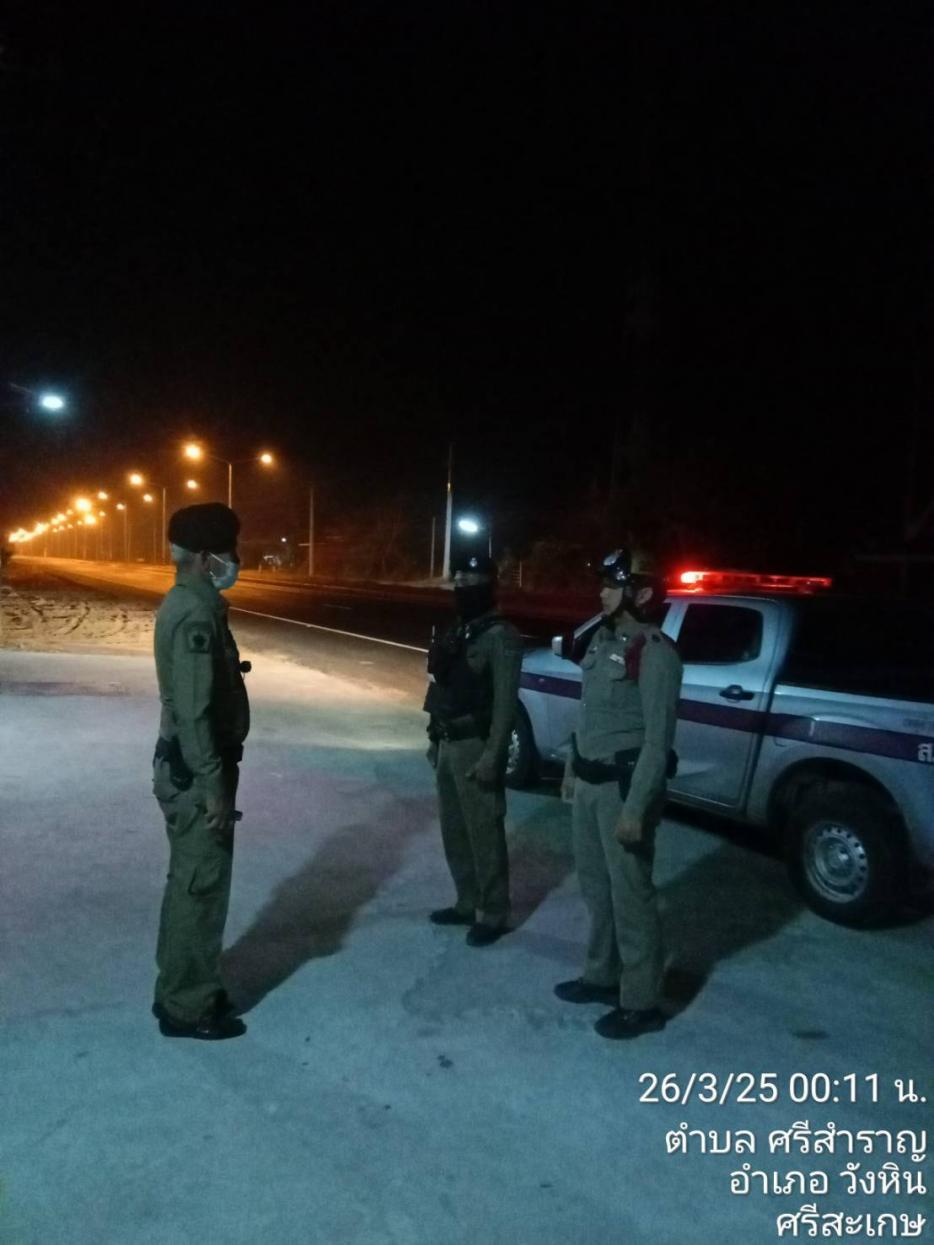 26/3/25 00:11 น.
ตำบล ศรีสำราญ
อำเภอ วังหิน
ศรีสะเกษ